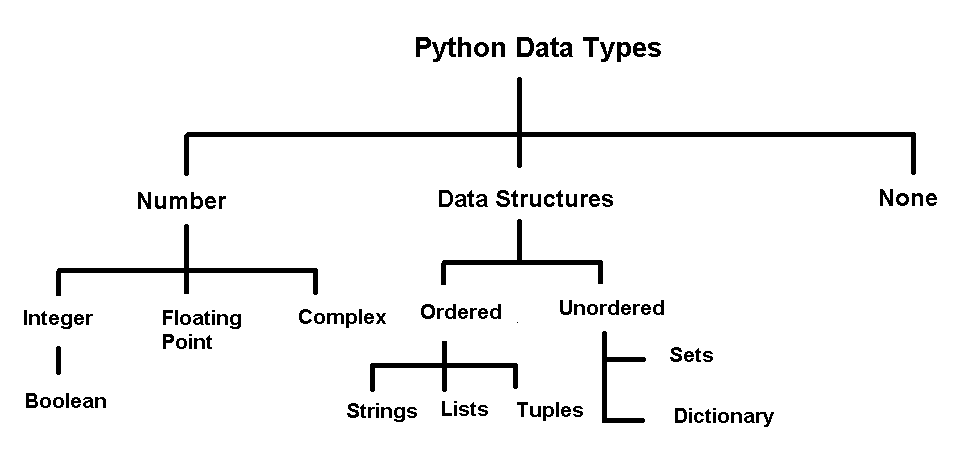 Python Data Types
Number
Data Structures
None
Integer
Floating
Point
Complex
Ordered
Unordered
Boolean
Strings
Lists
Tuples
Sets
Dictionary